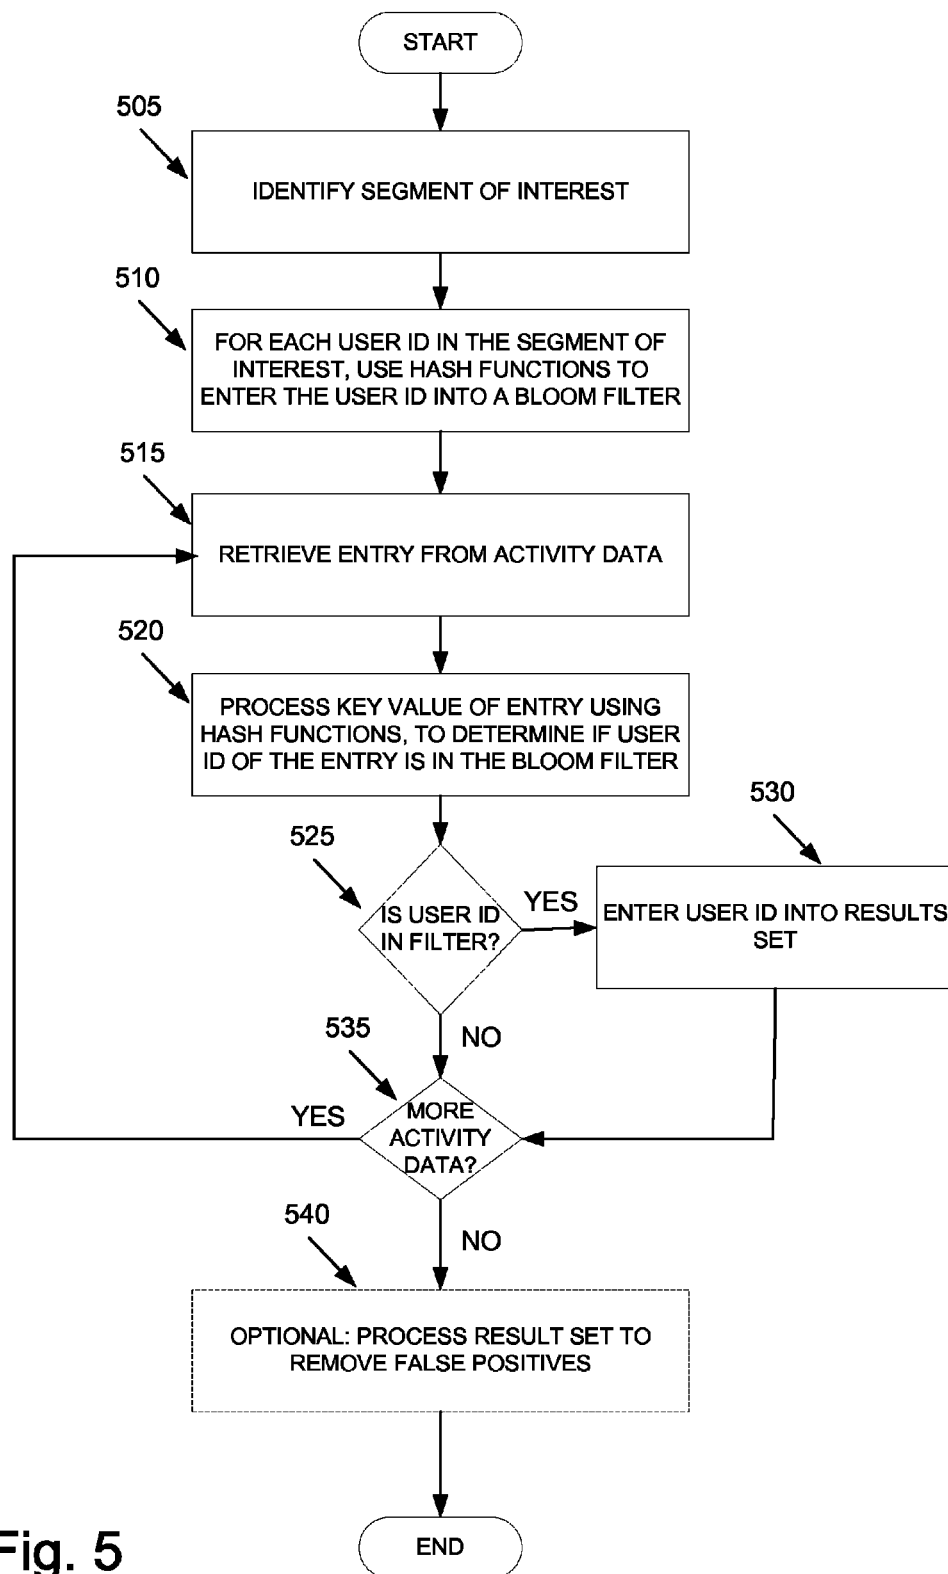 START
505
IDENTIFY SEGMENT OF INTEREST
510
FOR EACH USER ID IN THE SEGMENT OF
INTEREST, USE HASH FUNCTIONS TO
ENTER THE USER ID INTO A BLOOM FILTER
515
RETRIEVE ENTRY FROM ACTIVITY DATA
520
PROCESS KEY VALUE OF ENTRY USING
HASH FUNCTIONS, TO DETERMINE IF USER
ID OF THE ENTRY IS IN THE BLOOM FILTER
525
IS USER ID
IN FILTER?
YES
530
ENTER USER ID INTO RESULTS
SET
NO
535
MORE
ACTIVITY
DATA?
YES
NO
540
OPTIONAL: PROCESS RESULT SET TO
REMOVE FALSE POSITIVES
END
Fig. 5